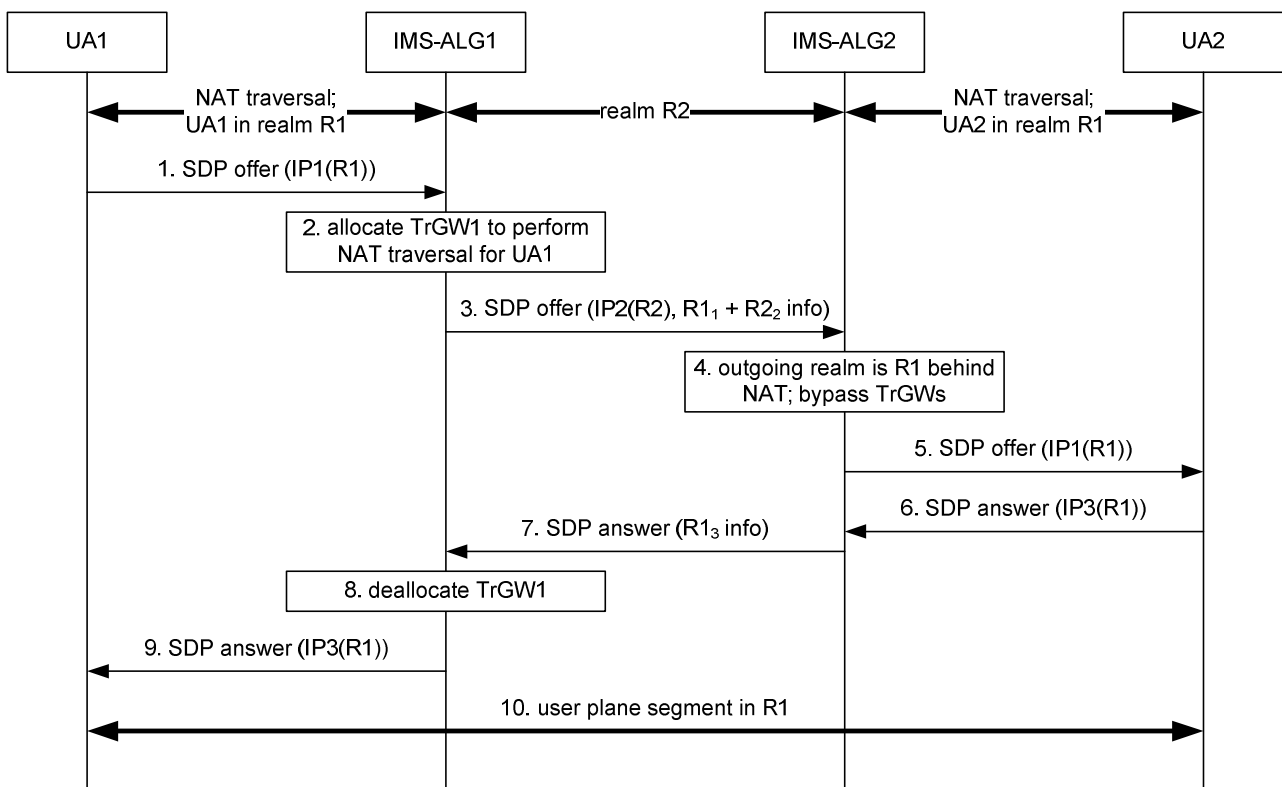 UA1
IMS-ALG1
IMS-ALG2
UA2
NAT traversal;
UA1 in realm R1
realm R2
NAT traversal;
UA2 in realm R1
1. SDP offer (IP1(R1))
2. allocate TrGW1 to perform
NAT traversal for UA1
3. SDP offer (IP2(R2), R1₁ + R2₂ info)
4. outgoing realm is R1 behind
NAT; bypass TrGWs
5. SDP offer (IP1(R1))
6. SDP answer (IP3(R1))
7. SDP answer (R1₃ info)
8. deallocate TrGW1
9. SDP answer (IP3(R1))
10. user plane segment in R1